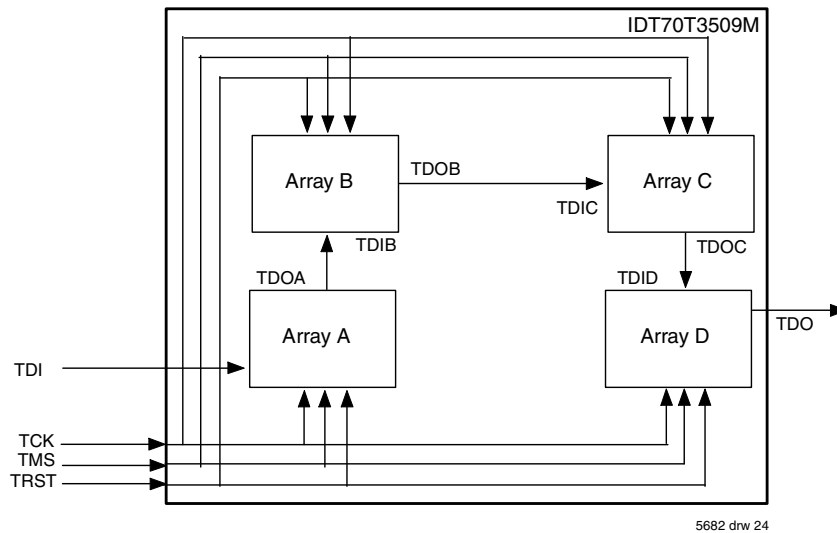 IDT70T3509M
Array B
TDOB
Array C
TDIC
TDIB
TDOC
TDOA
TDID
Array A
Array D
TDO
TDI
TCK
TMS
TRST
5682 drw 24